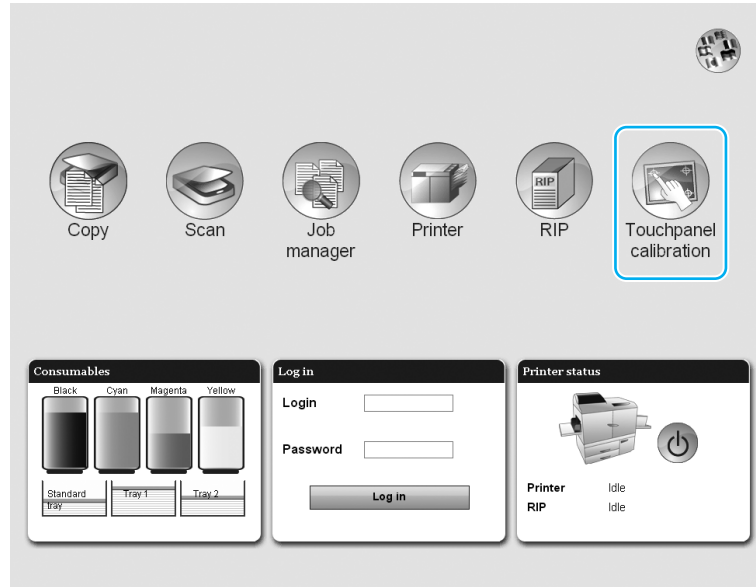 Copy
Scan
Job
manager
Printer
RIP
RIP
Touchpanel
calibration
Consumables
Black Cyan Magenta Yellow
Standard
tray
Tray 1
Tray 2
Log in
Login
Password
Log in
Printer status
Printer Idle
RIP Idle